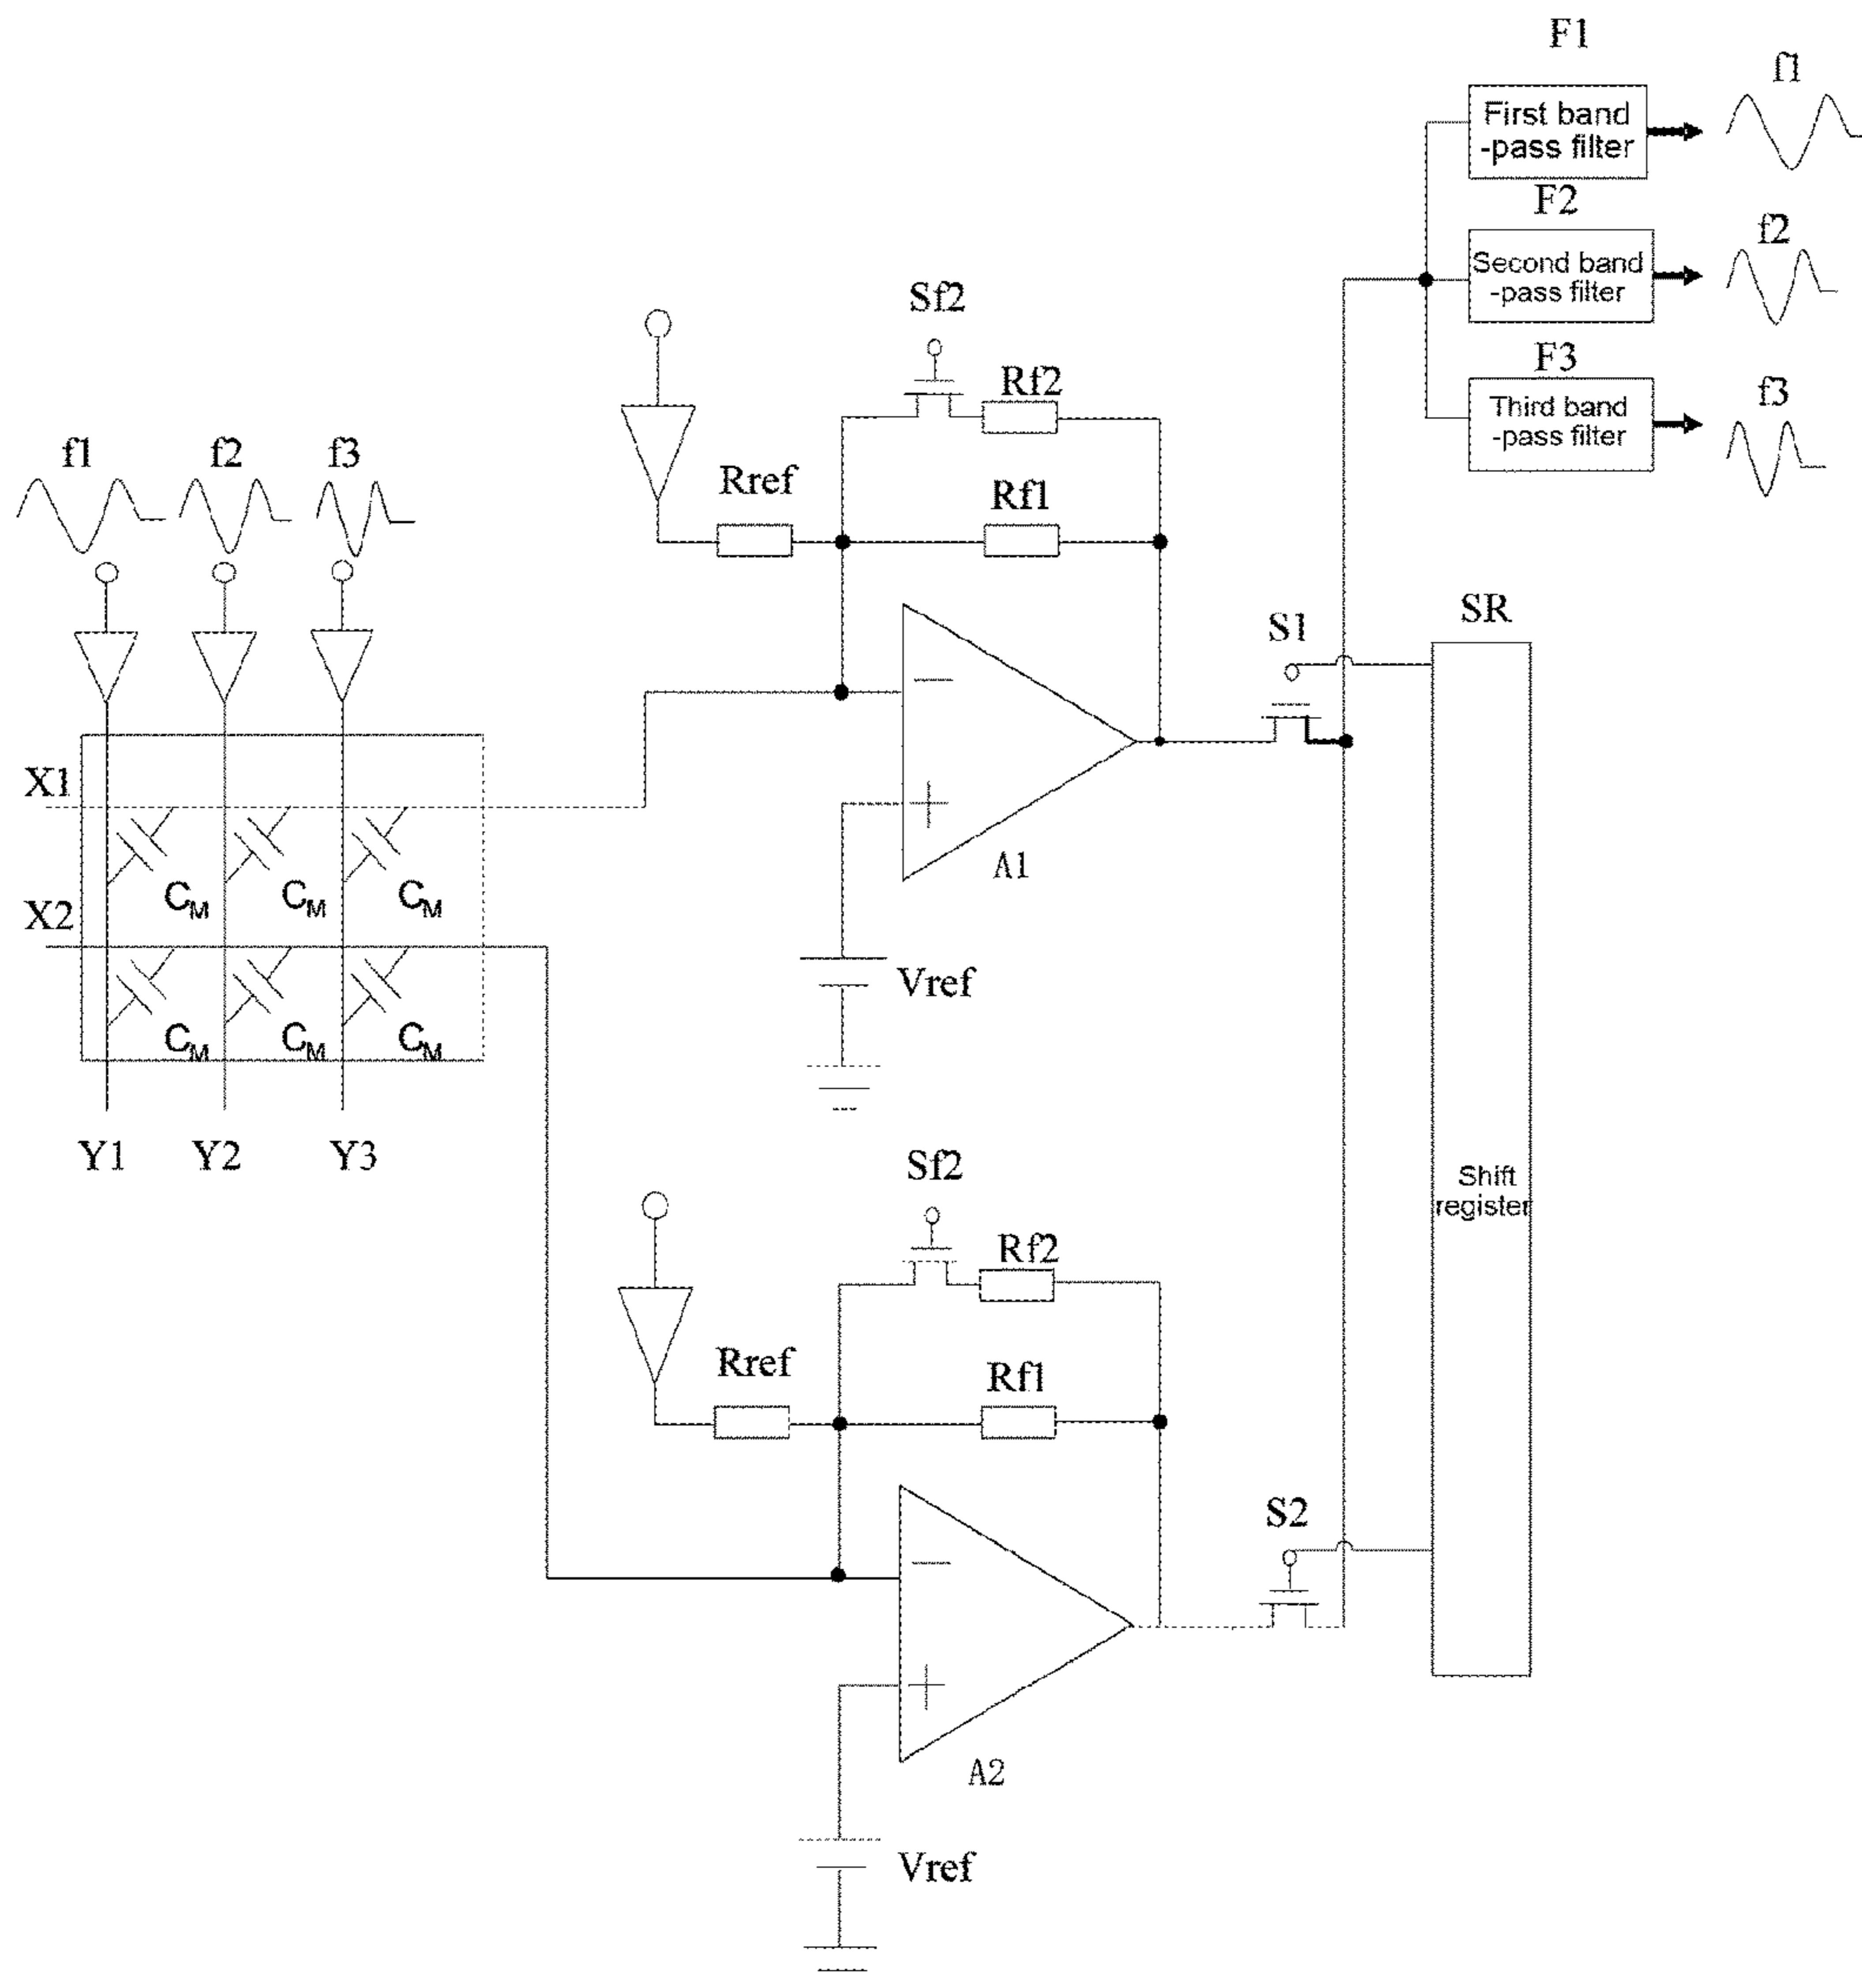 F1
f1
First band
-pass filter
F2
f2
Second band
-pass filter
F3
f3
Third band
-pass filter
Sf2
Rf2
Rref
Rf1
f1 f2 f3
S1
SR
X1
A1
CM CM CM
X2
Vref
CM CM CM
Y1 Y2 Y3
Shift
register
Sf2
Rf2
Rref
Rf1
S2
A2
Vref